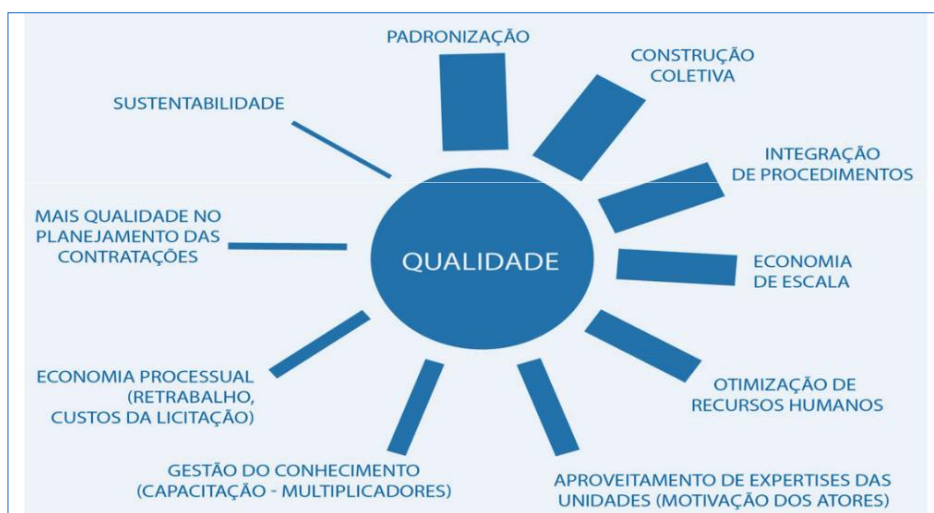 PADRONIZAÇÃO
CONSTRUÇÃO
COLETIVA
SUSTENTABILIDADE
INTEGRAÇÃO
DE PROCEDIMENTOS
MAIS QUALIDADE NO
PLANEJAMENTO DAS
CONTRATAÇÕES
QUALIDADE
ECONOMIA
DE ESCALA
ECONOMIA PROCESSUAL
(RETRABALHO,
CUSTOS DA LICITAÇÃO)
OTIMIZAÇÃO DE
RECURSOS HUMANOS
GESTÃO DO CONHECIMENTO
(CAPACITAÇÃO - MULTIPLICADORES)
APROVEITAMENTO DE EXPERTISES DAS
UNIDADES (MOTIVAÇÃO DOS ATORES)